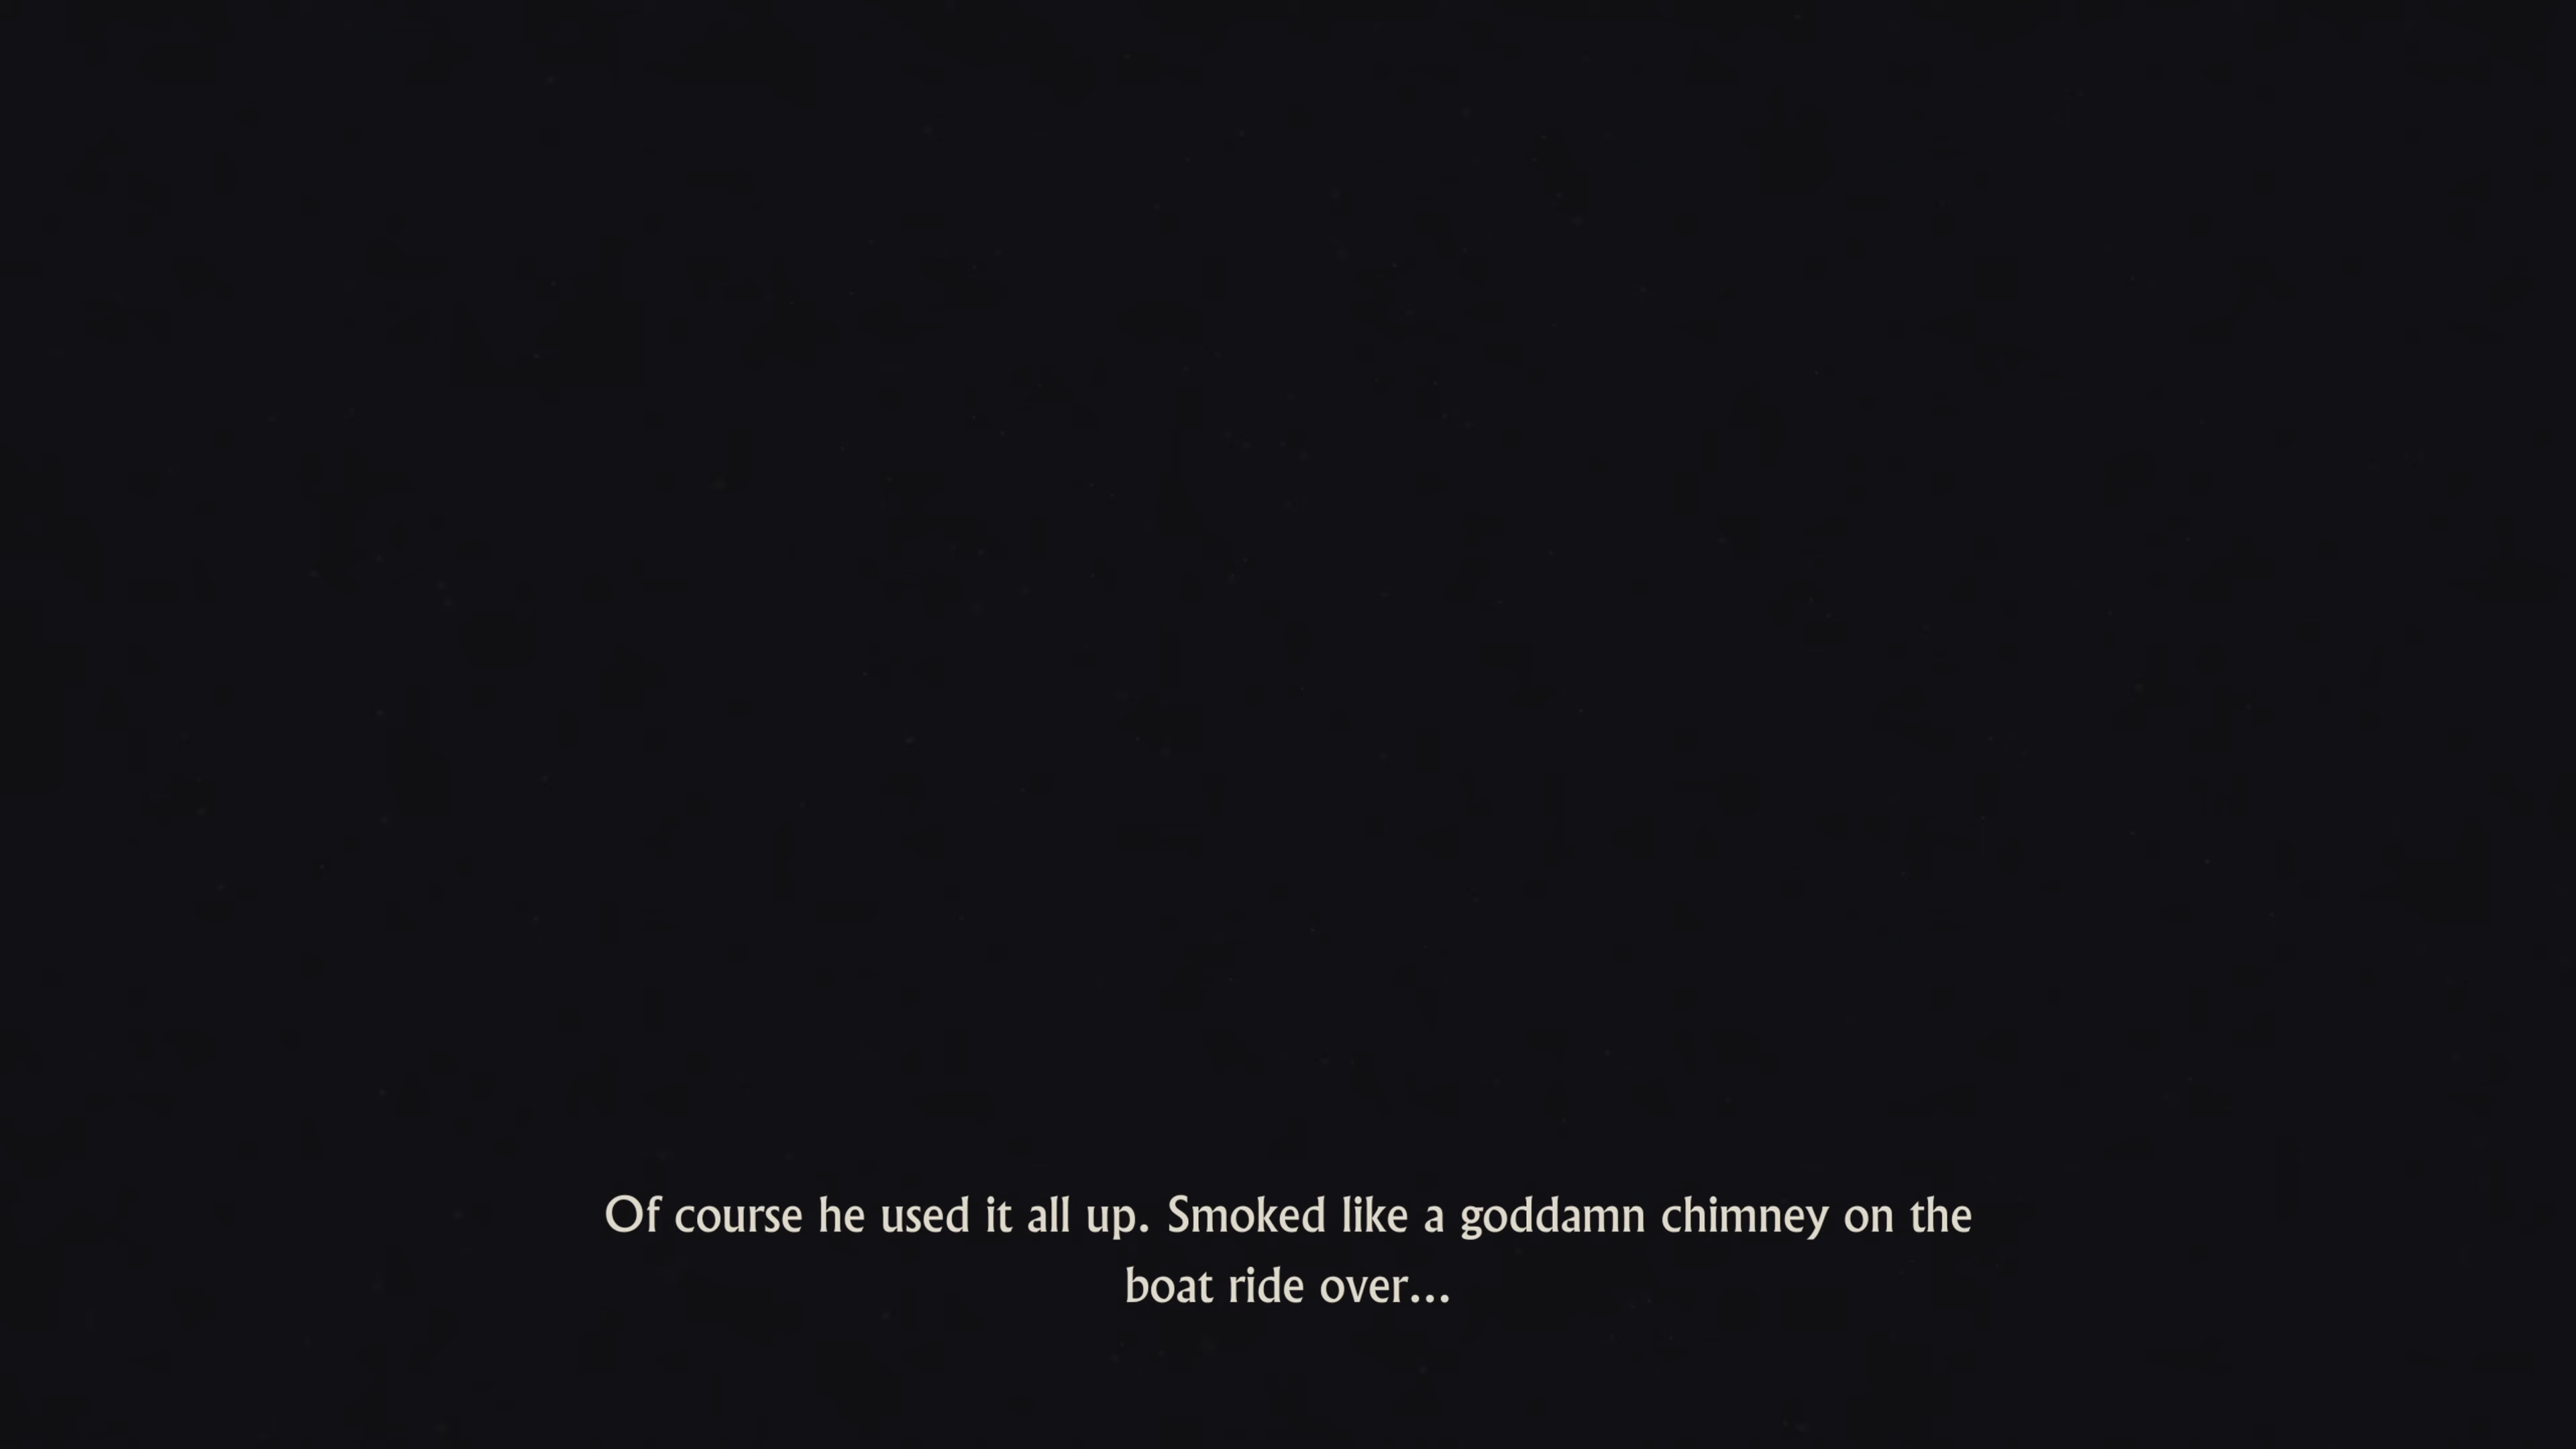 Of course he used it all up. Smoked like a goddamn chimney on the
boat ride over...